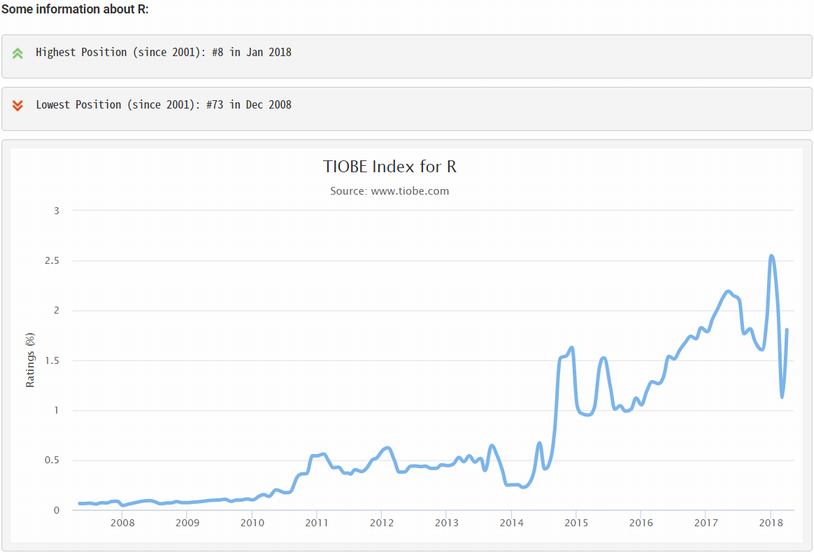 Some information about R:
Highest Position (since 2001): #8 in Jan 2018
Lowest Position (since 2001): #73 in Dec 2008
TIOBE Index for R
Source: www.tiobe.com
3
2.5
2
1.5
1
0.5
0
Ratings (%)
2008 2009 2010 2011 2012 2013 2014 2015 2016 2017 2018